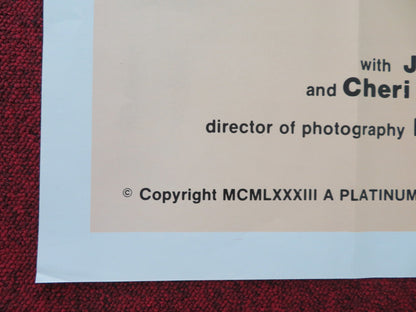 with J
and Cheri
director of photography
© Copyright MCMLXXXIII A PLATINUM